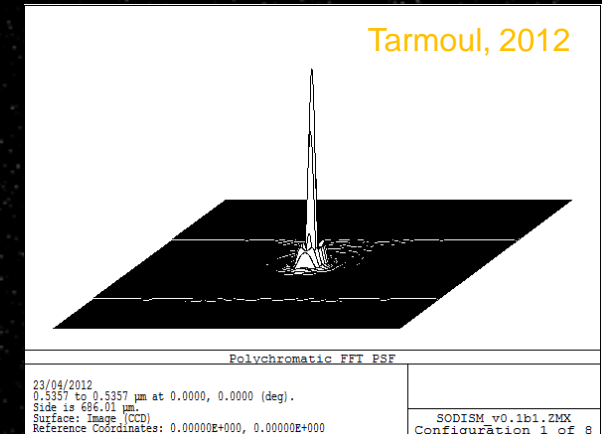 Tarmoul, 2012
Polychromatic FFT PSF
23/04/2012
0.5357 to 0.5357 µm at 0.0000, 0.0000 (deg).
Side is 686.01 µm.
Surface: Image (CCD)
Reference Coordinates: 0.00000E+000, 0.00000E+000
SODISM_v0.1b1.ZMX
Configuration 1 of 8